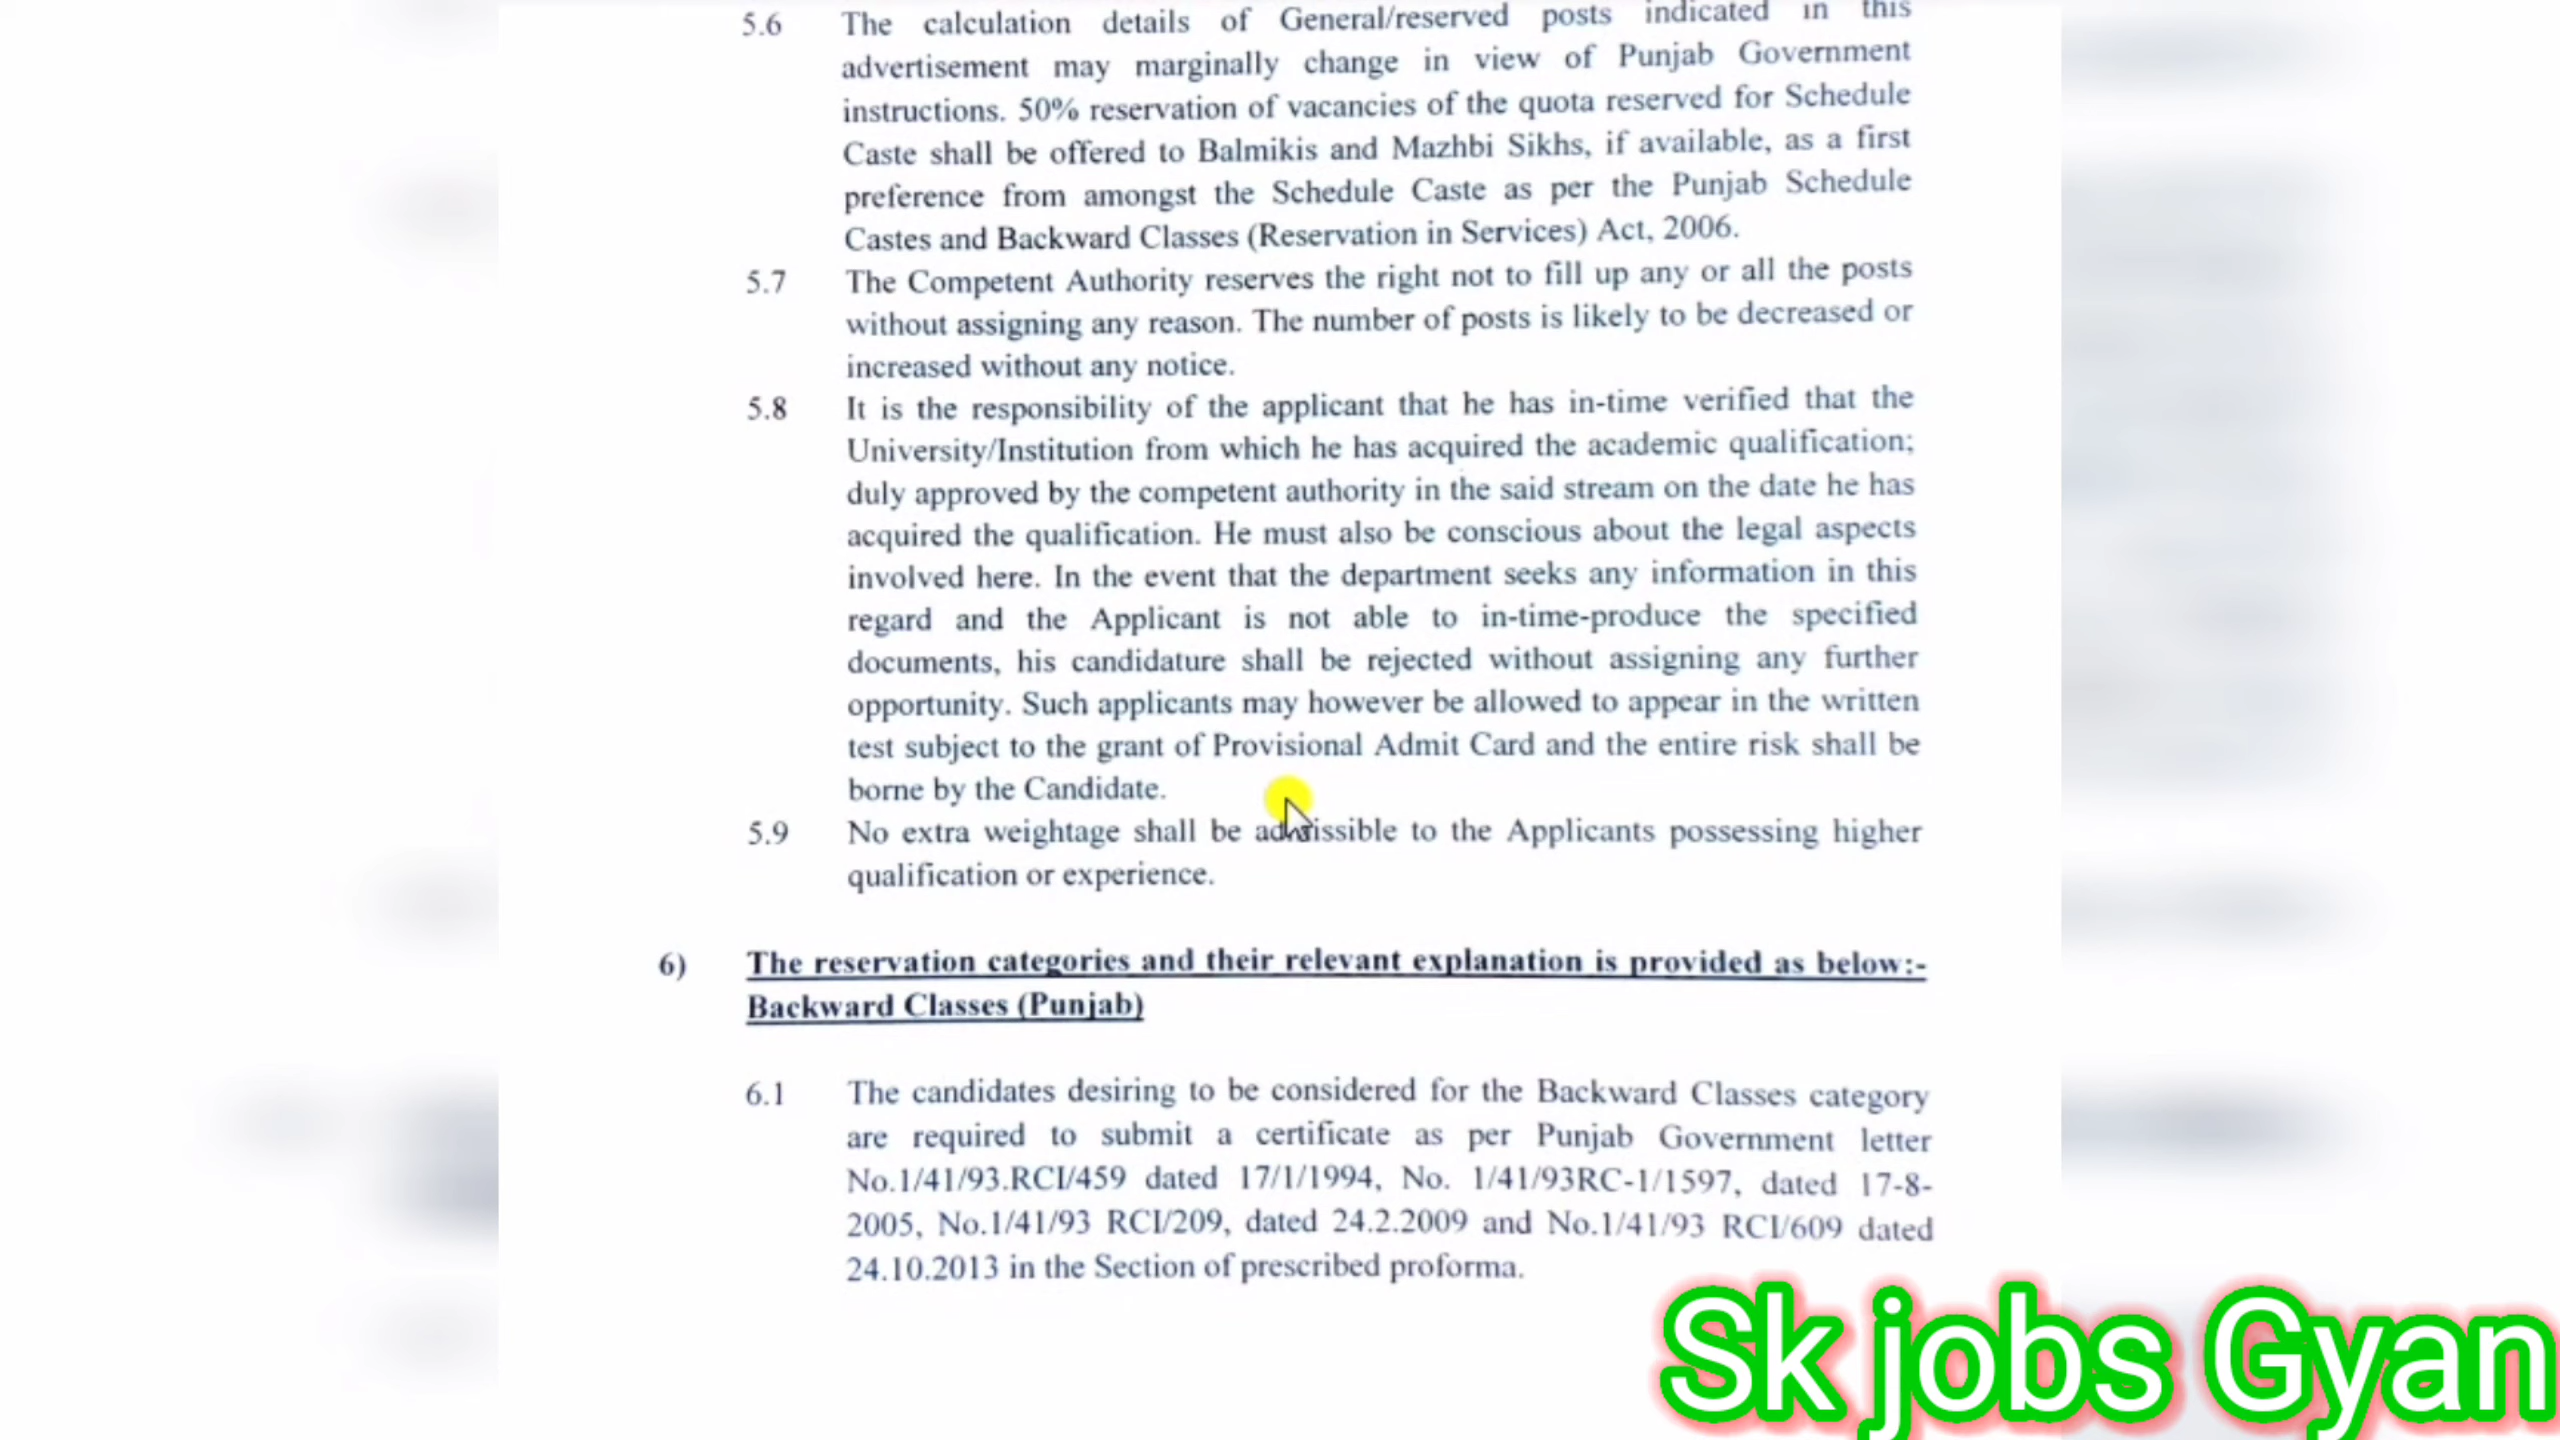 5.6 The calculation details of General/reserved posts indicated in this
advertisement may marginally change in view of Punjab Government
instructions. 50% reservation of vacancies of the quota reserved for Schedule
Caste shall be offered to Balmikis and Mazhbi Sikhs, if available, as a first
preference from amongst the Schedule Caste as per the Punjab Schedule
Castes and Backward Classes (Reservation in Services) Act, 2006.
5.7 The Competent Authority reserves the right not to fill up any or all the posts
without assigning any reason. The number of posts is likely to be decreased or
increased without any notice.
5.8 It is the responsibility of the applicant that he has in-time verified that the
University/Institution from which he has acquired the academic qualification;
duly approved by the competent authority in the said stream on the date he has
acquired the qualification. He must also be conscious about the legal aspects
involved here. In the event that the department seeks any information in this
regard and the Applicant is not able to in-time-produce the specified
documents, his candidature shall be rejected without assigning any further
opportunity. Such applicants may however be allowed to appear in the written
test subject to the grant of Provisional Admit Card and the entire risk shall be
borne by the Candidate.
5.9 No extra weightage shall be admissible to the Applicants possessing higher
qualification or experience.
6) The reservation categories and their relevant explanation is provided as below:-
Backward Classes (Punjab)
6.1 The candidates desiring to be considered for the Backward Classes category
are required to submit a certificate as per Punjab Government letter
No.1/41/93.RCI/459 dated 17/1/1994, No. 1/41/93RC-1/1597, dated 17-8-
2005, No.1/41/93 RCI/209, dated 24.2.2009 and No.1/41/93 RCI/609 dated
24.10.2013 in the Section of prescribed proforma.
Sk jobs Gyan